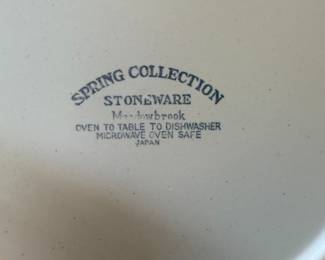 SPRING COLLECTION
STONEWARE
Meadowbrook
OVEN TO TABLE TO DISHWASHER
MICROWAVE OVEN SAFE
JAPAN